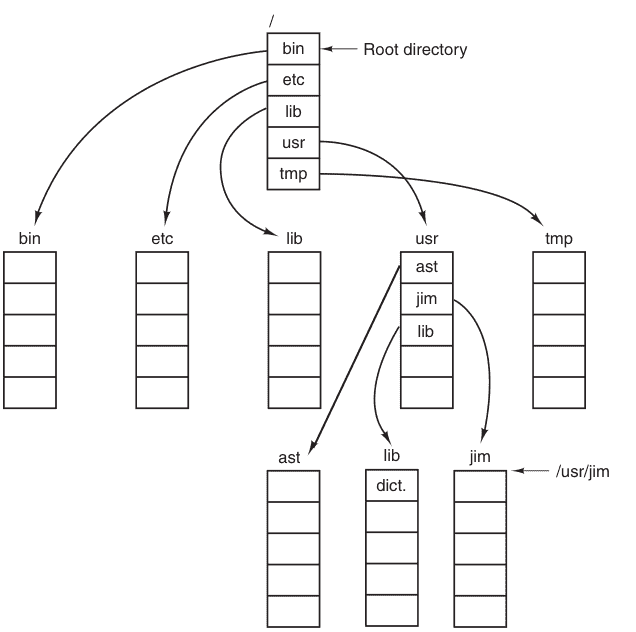 /
bin
Root directory
etc
lib
usr
tmp
bin
etc
lib
usr
tmp
ast
jim
lib
ast
lib
jim
/usr/jim
dict.